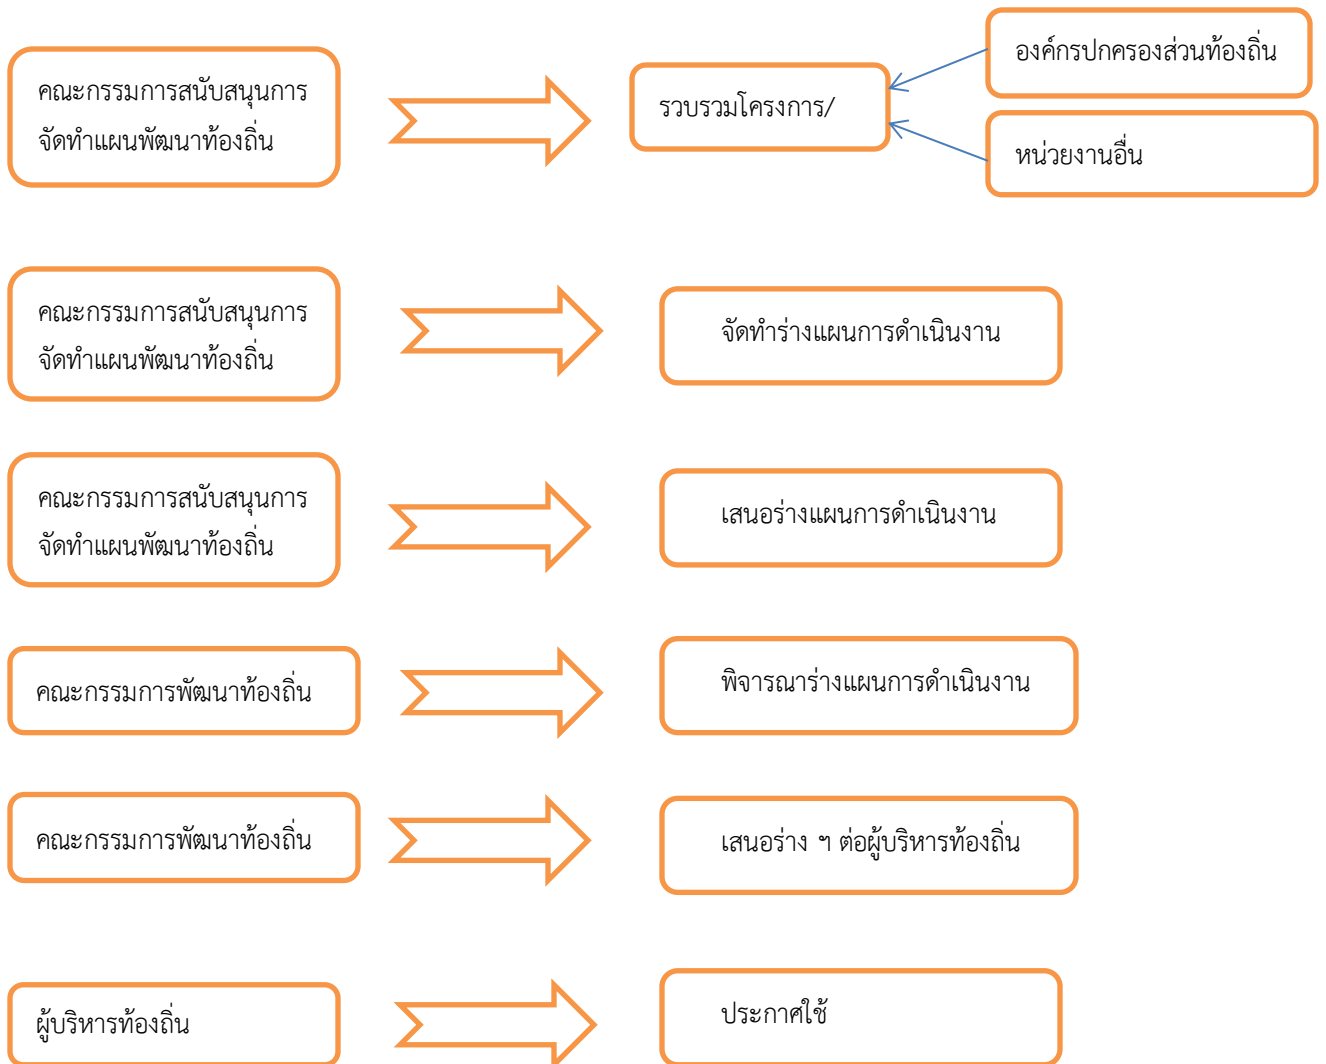 คณะกรรมการสนับสนุนการ
จัดทำแผนพัฒนาท้องถิ่น
รวบรวมโครงการ/
องค์กรปกครองส่วนท้องถิ่น
หน่วยงานอื่น
คณะกรรมการสนับสนุนการ
จัดทำแผนพัฒนาท้องถิ่น
จัดทำร่างแผนการดำเนินงาน
คณะกรรมการสนับสนุนการ
จัดทำแผนพัฒนาท้องถิ่น
เสนอร่างแผนการดำเนินงาน
คณะกรรมการพัฒนาท้องถิ่น
พิจารณาร่างแผนการดำเนินงาน
คณะกรรมการพัฒนาท้องถิ่น
เสนอร่าง ฯ ต่อผู้บริหารท้องถิ่น
ผู้บริหารท้องถิ่น
ประกาศใช้